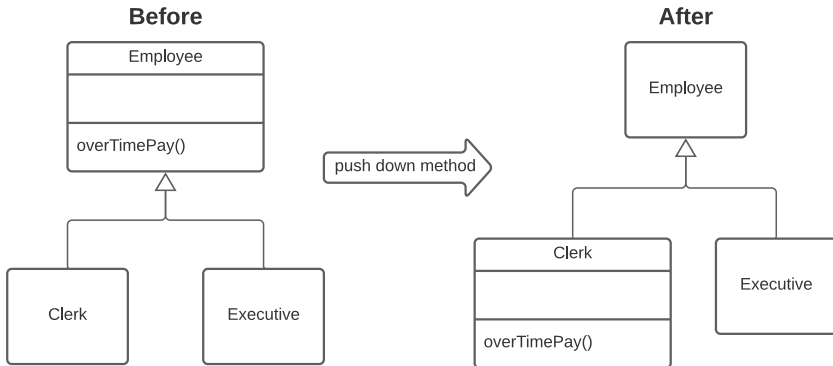 Before
Employee
overTimePay()
Clerk
Executive
push down method
After
Employee
Clerk
overTimePay()
Executive